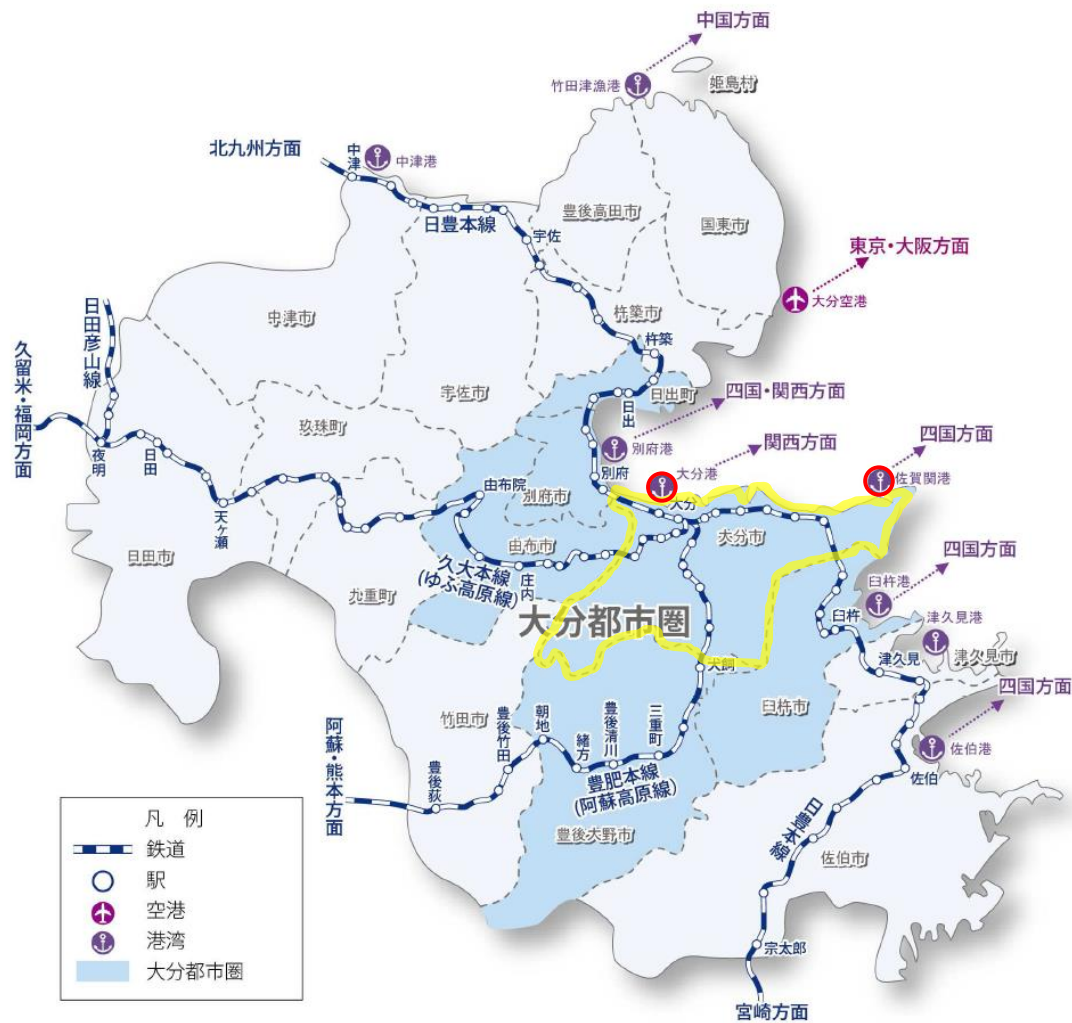 中国方面
竹田津漁港
姫島村
北九州方面
中津
中津港
日豊本線
豊後高田市
国東市
宇佐
東京・大阪方面
大分空港
日田彦山線
中津市
杵築市
杵築
久留米・福岡方面
宇佐市
日出町
日出
四国・関西方面
別府港
玖珠町
関西方面
四国方面
夜明
日田
別府
大分港
佐賀関港
由布院
別府市
大分
天ヶ瀬
大分市
日田市
由布市
庄内
久大本線
(ゆふ高原線)
四国方面
臼杵港
九重町
大分都市圏
臼杵
津久見港
津久見
津久見市
犬飼
四国方面
竹田市
豊後竹田
朝地
緒方
豊後清川
三重町
臼杵市
佐伯港
阿蘇・熊本方面
豊後荻
豊肥本線
(阿蘇高原線)
佐伯
日豊本線
豊後大野市
佐伯市
凡 例
鉄道
駅
空港
港湾
大分都市圏
宗太郎
宮崎方面